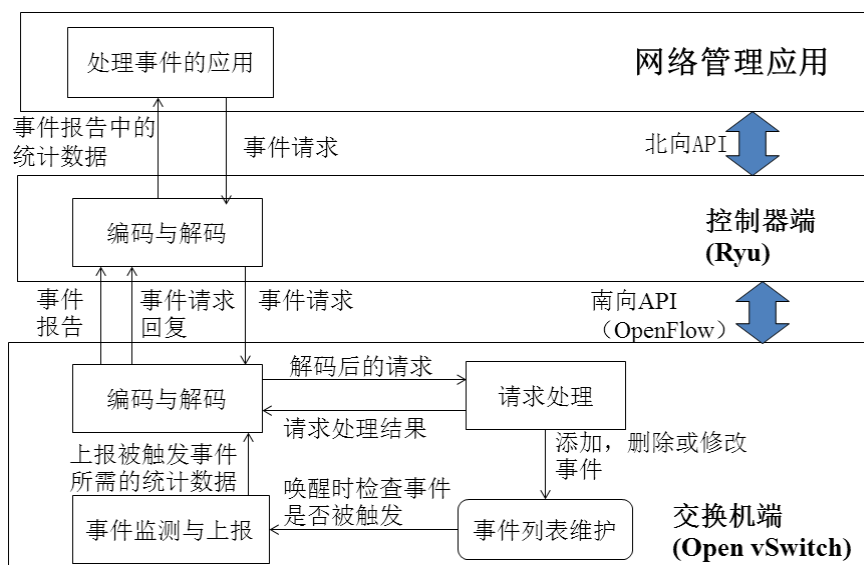 处理事件的应用
网络管理应用
事件报告中的
统计数据
事件请求
北向API
编码与解码
控制器端
(Ryu)
事件
报告
事件请求
回复
事件请求
南向API
（OpenFlow）
编码与解码
解码后的请求
请求处理
请求处理结果
上报被触发事件
所需的统计数据
添加，删除或修改
事件
唤醒时检查事件
是否被触发
事件监测与上报
事件列表维护
交换机端
(Open vSwitch)